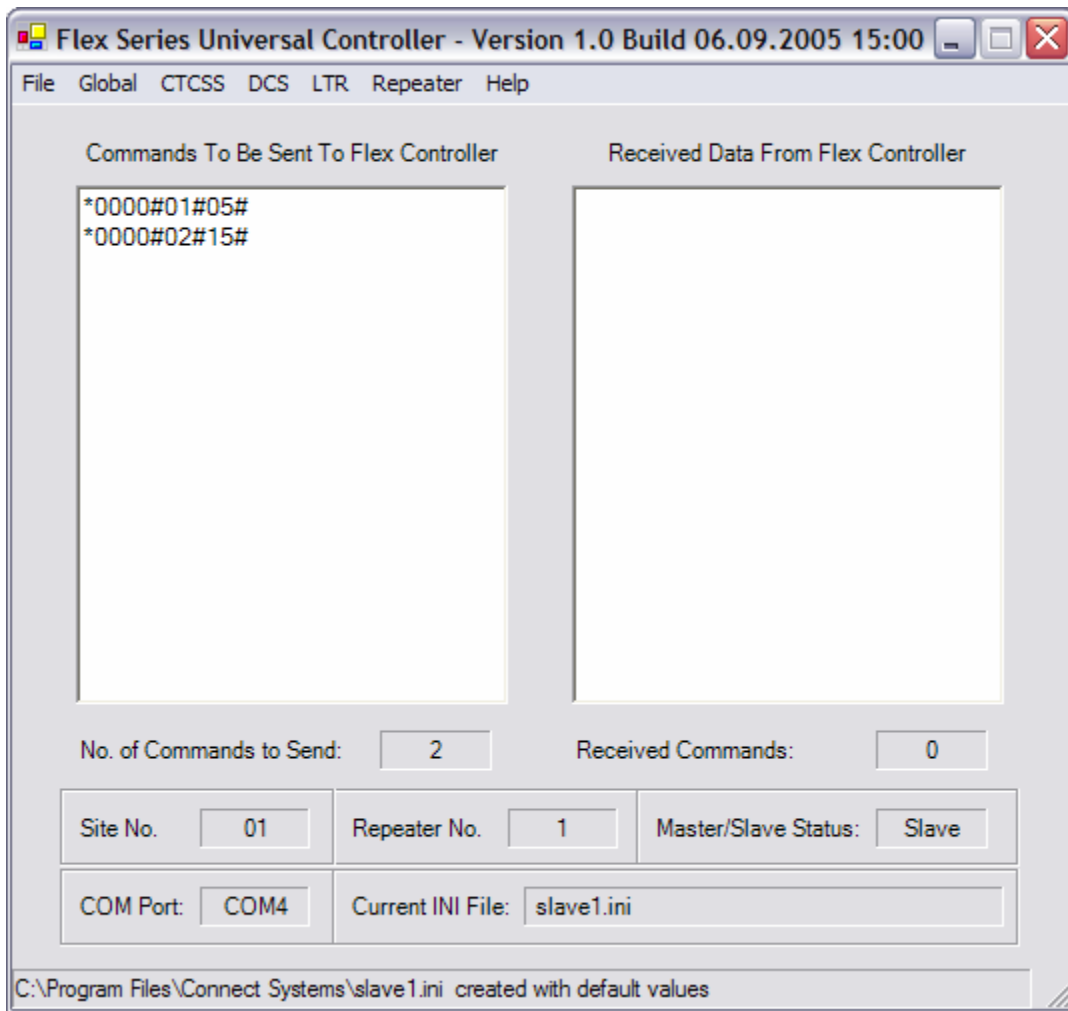 Flex Series Universal Controller - Version 1.0 Build 06.09.2005 15:00
File Global CTCSS DCS LTR Repeater Help
Commands To Be Sent To Flex Controller
Received Data From Flex Controller
*0000#01#05#
*0000#02#15#
No. of Commands to Send: 2
Received Commands: 0
Site No. 01
Repeater No. 1
Master/Slave Status: Slave
COM Port: COM4
Current INI File: slave1.ini
C:\Program Files\Connect Systems\slave1.ini created with default values